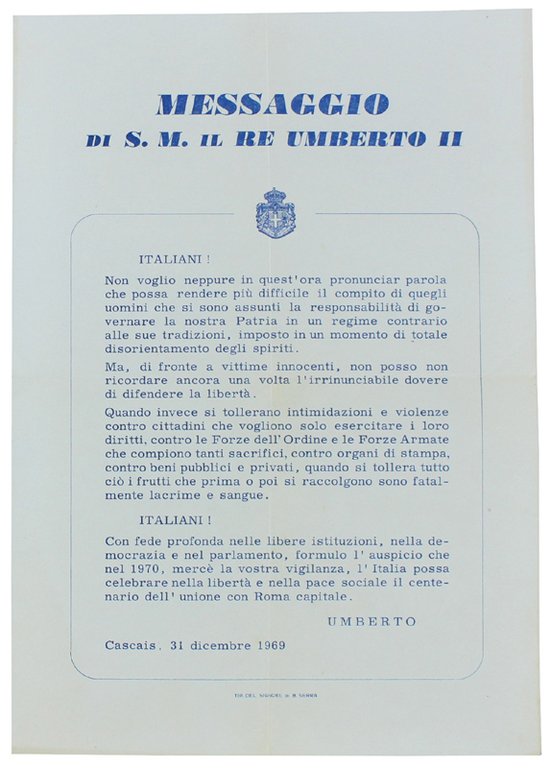 MESSAGGIO
DI S. M. IL RE UMBERTO II
ITALIANI !
Non voglio neppure in quest'ora pronunciar parola
che possa rendere più difficile il compito di quegli
uomini che si sono assunti la responsabilità di go-
vernare la nostra Patria in un regime contrario
alle sue tradizioni, imposto in un momento di totale
disorientamento degli spiriti.
Ma, di fronte a vittime innocenti, non posso non
ricordare ancora una volta l'irrinunciabile dovere
di difendere la libertà.
Quando invece si tollerano intimidazioni e violenze
contro cittadini che vogliono solo esercitare i loro
diritti, contro le Forze dell'Ordine e le Forze Armate
che compiono tanti sacrifici, contro organi di stampa,
contro beni pubblici e privati, quando si tollera tutto
ciò i frutti che prima o poi si raccolgono sono fatal-
mente lacrime e sangue.
ITALIANI !
Con fede profonda nelle libere istituzioni, nella de-
mocrazia e nel parlamento, formulo l' auspicio che
nel 1970, mercè la vostra vigilanza, l' Italia possa
celebrare nella libertà e nella pace sociale il cente-
nario dell' unione con Roma capitale.
UMBERTO
Cascais, 31 dicembre 1969